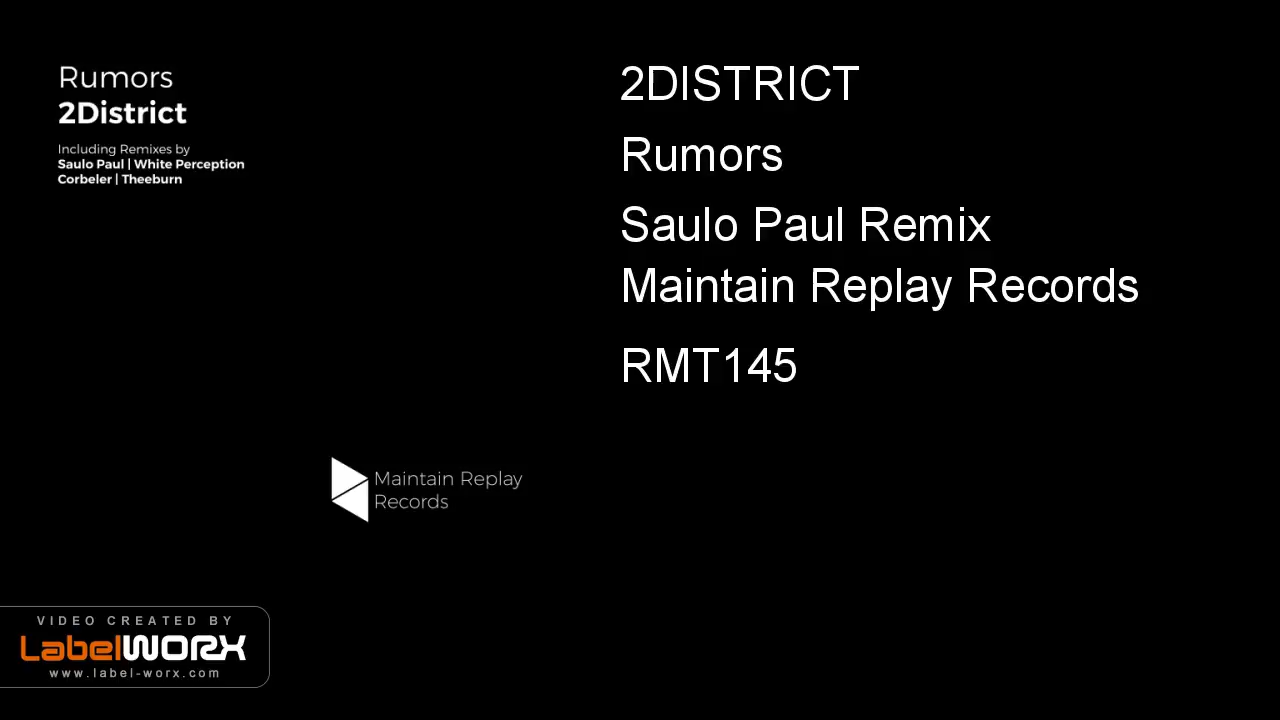 Rumors
2District
Including Remixes by
Saulo Paul | White Perception
Corbeler | Theeburn
2DISTRICT
Rumors
Saulo Paul Remix
Maintain Replay Records
RMT145
Maintain Replay
Records
VIDEO CREATED BY
LabelWORX
www.label-worx.com